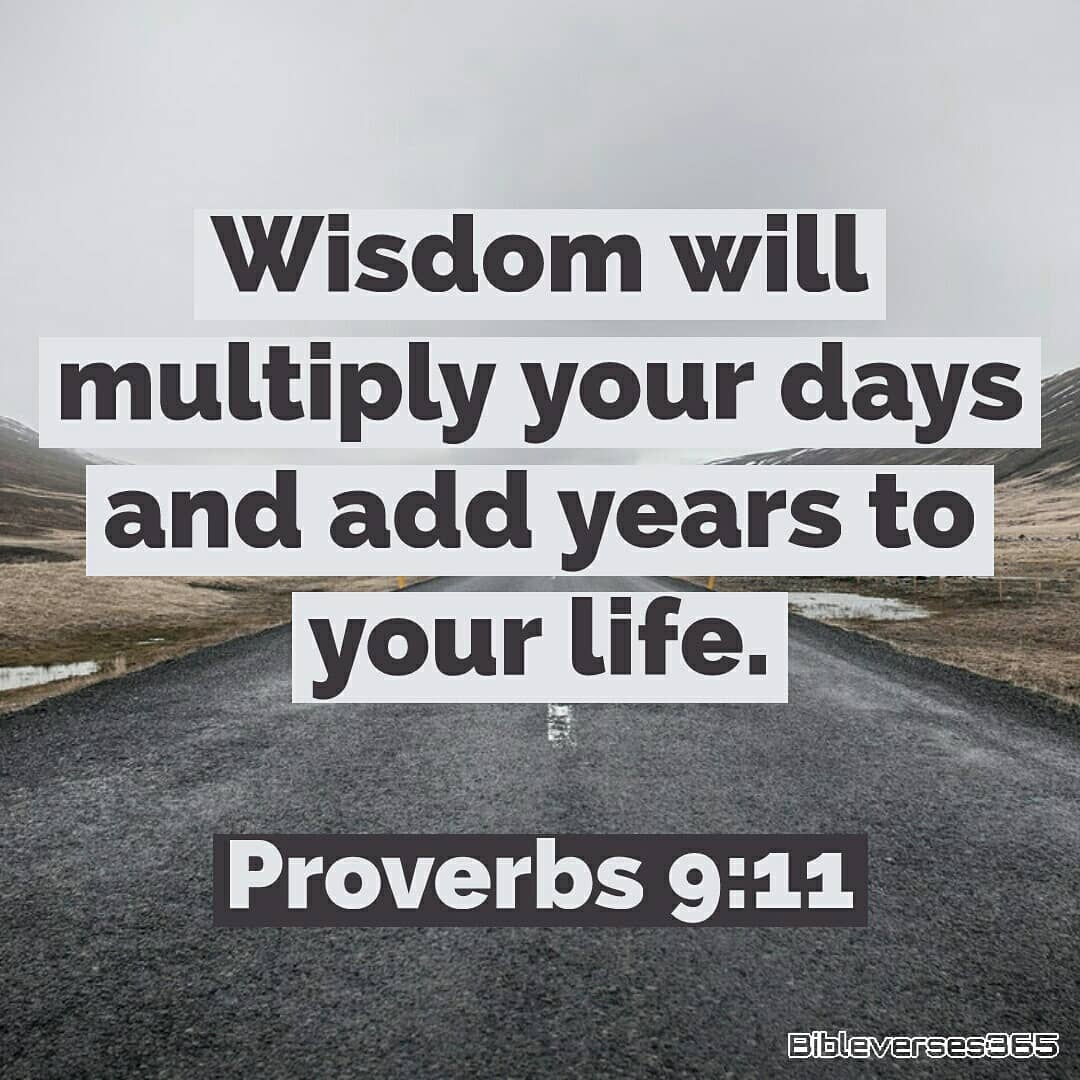 Wisdom will
multiply your days
and add years to
your life.
Proverbs 9:11
Bibleverses365